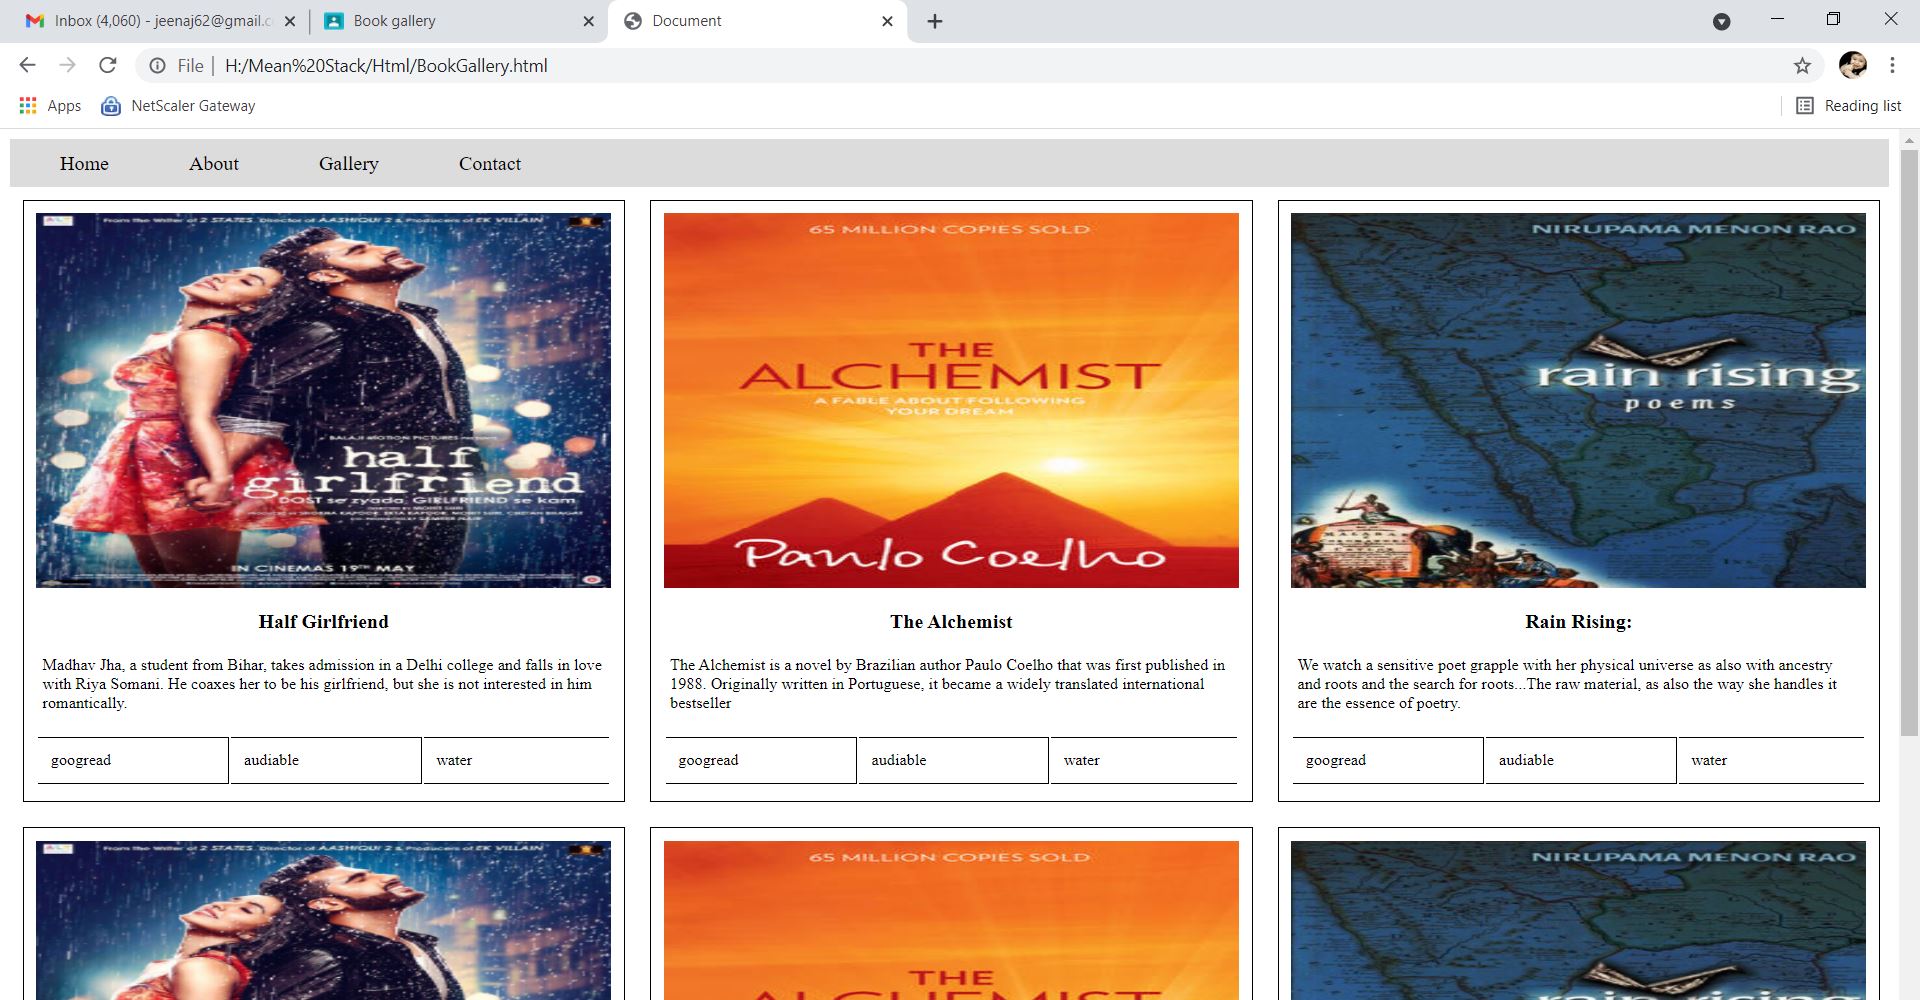 Inbox (4,060) - jeenaj62@gmail.c
Book gallery
Document
File
H:/Mean%20Stack/Html/BookGallery.html
Apps
NetScaler Gateway
Reading list
Home
About
Gallery
Contact
From the Writer of 2 STATES, Director of AASHIQUI 2 & Producers of EK VILLAIN
BALAJI MOTION PICTURES
half
girlfriend
DOST se zyada, GIRLFRIEND se kam
IN CINEMAS 19TH MAY
Half Girlfriend
Madhav Jha, a student from Bihar, takes admission in a Delhi college and falls in love
with Riya Somani. He coaxes her to be his girlfriend, but she is not interested in him
romantically.
googread
audiable
water
65 MILLION COPIES SOLD
THE
ALCHEMIST
A FABLE ABOUT FOLLOWING
YOUR DREAM
Paulo Coelho
The Alchemist
The Alchemist is a novel by Brazilian author Paulo Coelho that was first published in
1988. Originally written in Portuguese, it became a widely translated international
bestseller
googread
audiable
water
NIRUPAMA MENON RAO
rain rising
poems
Rain Rising:
We watch a sensitive poet grapple with her physical universe as also with ancestry
and roots and the search for roots...The raw material, as also the way she handles it
are the essence of poetry.
googread
audiable
water
From the Writer of 2 STATES, Director of AASHIQUI 2 & Producers of EK VILLAIN
65 MILLION COPIES SOLD
THE
ALCHEMIST
NIRUPAMA MENON RAO
rain rising